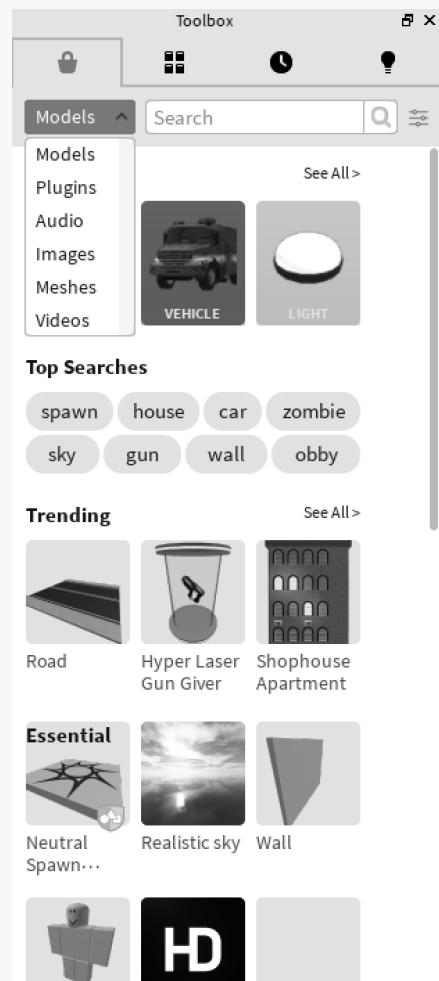 Toolbox
Models Search
Models
Plugins
Audio
Images
Meshes
Videos
See All >
VEHICLE LIGHT
Top Searches
spawn house car zombie
sky gun wall obby
Trending See All >
Road Hyper Laser Gun Giver Shophouse Apartment
Essential
Neutral Spawn··· Realistic sky Wall
HD